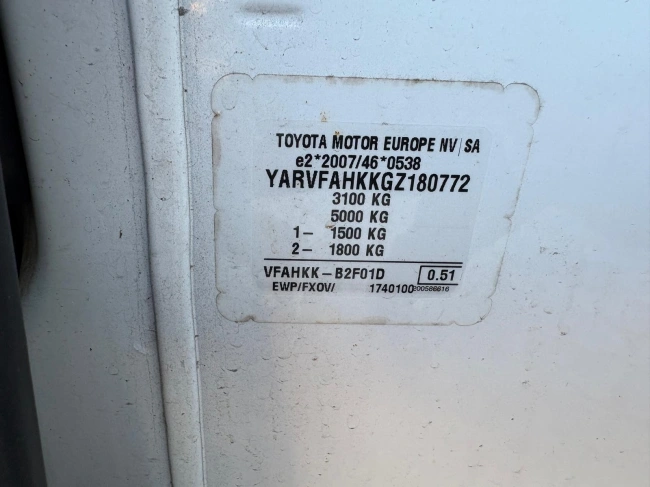 TOYOTA MOTOR EUROPE NV/SA
e2*2007/46*0538
YARVFAHKKGZ180772
3100 KG
5000 KG
1- 1500 KG
2- 1800 KG
VFAHKK-B2F01D 0.51
EWP/FXOV/ 1740100 200586616